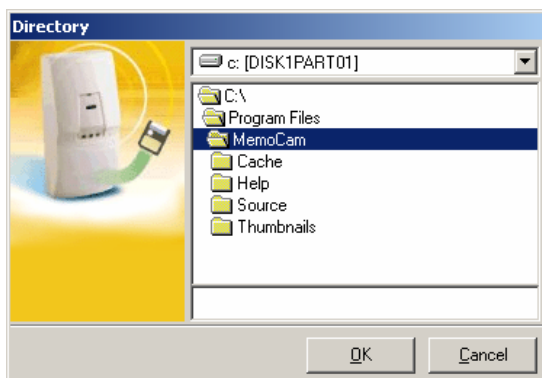 Directory
c: [DISK1PART01]
C:\
Program Files
MemoCam
Cache
Help
Source
Thumbnails
OK
Cancel